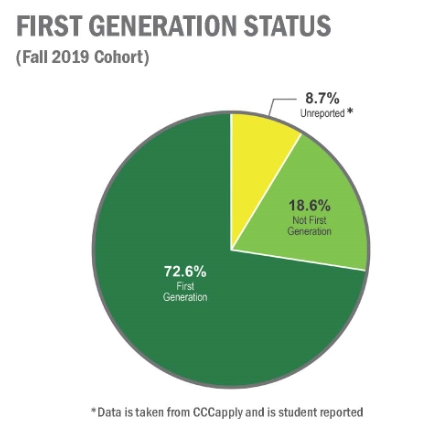 FIRST GENERATION STATUS
(Fall 2019 Cohort)
8.7%
Unreported *
18.6%
Not First
Generation
72.6%
First
Generation
*Data is taken from CCCapply and is student reported